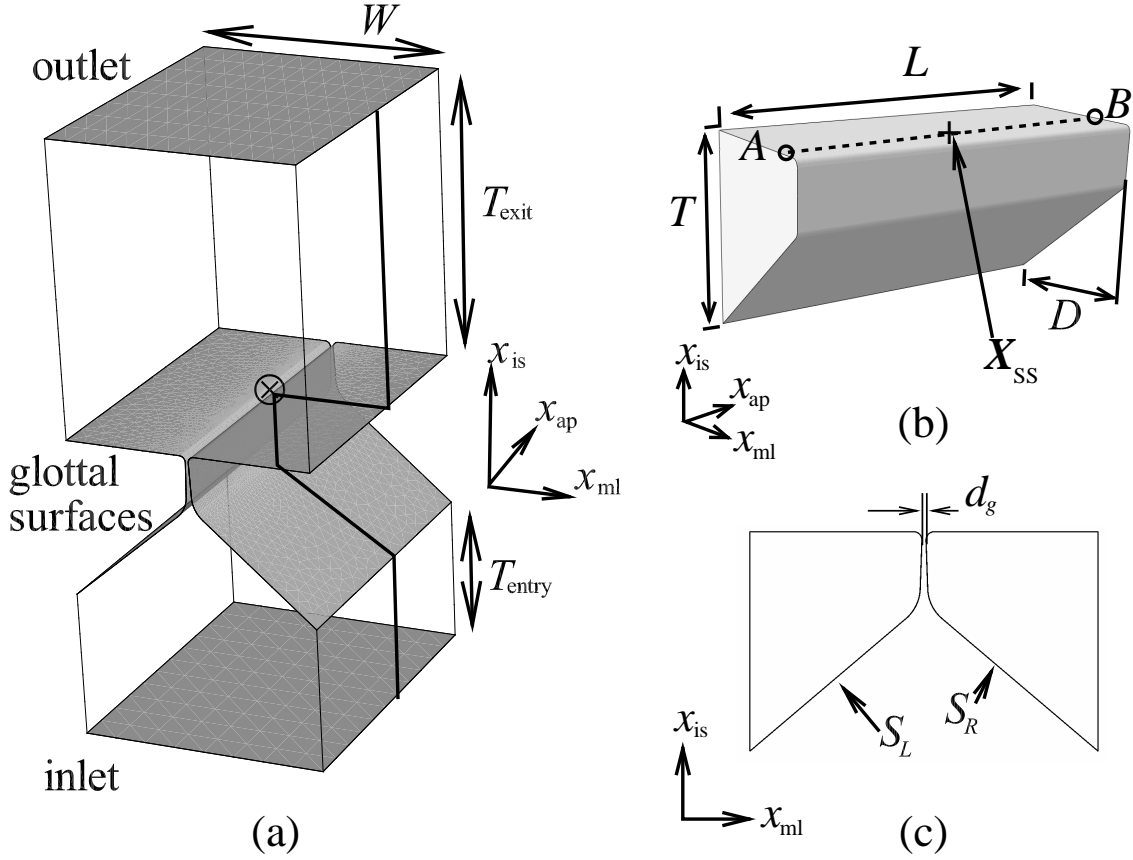 W
outlet
T_exit
x_is
x_ap
x_ml
glottal
surfaces
T_entry
inlet
(a)
L
A
B
T
D
X_SS
x_is
x_ap
x_ml
(b)
d_g
S_L
S_R
x_is
x_ml
(c)